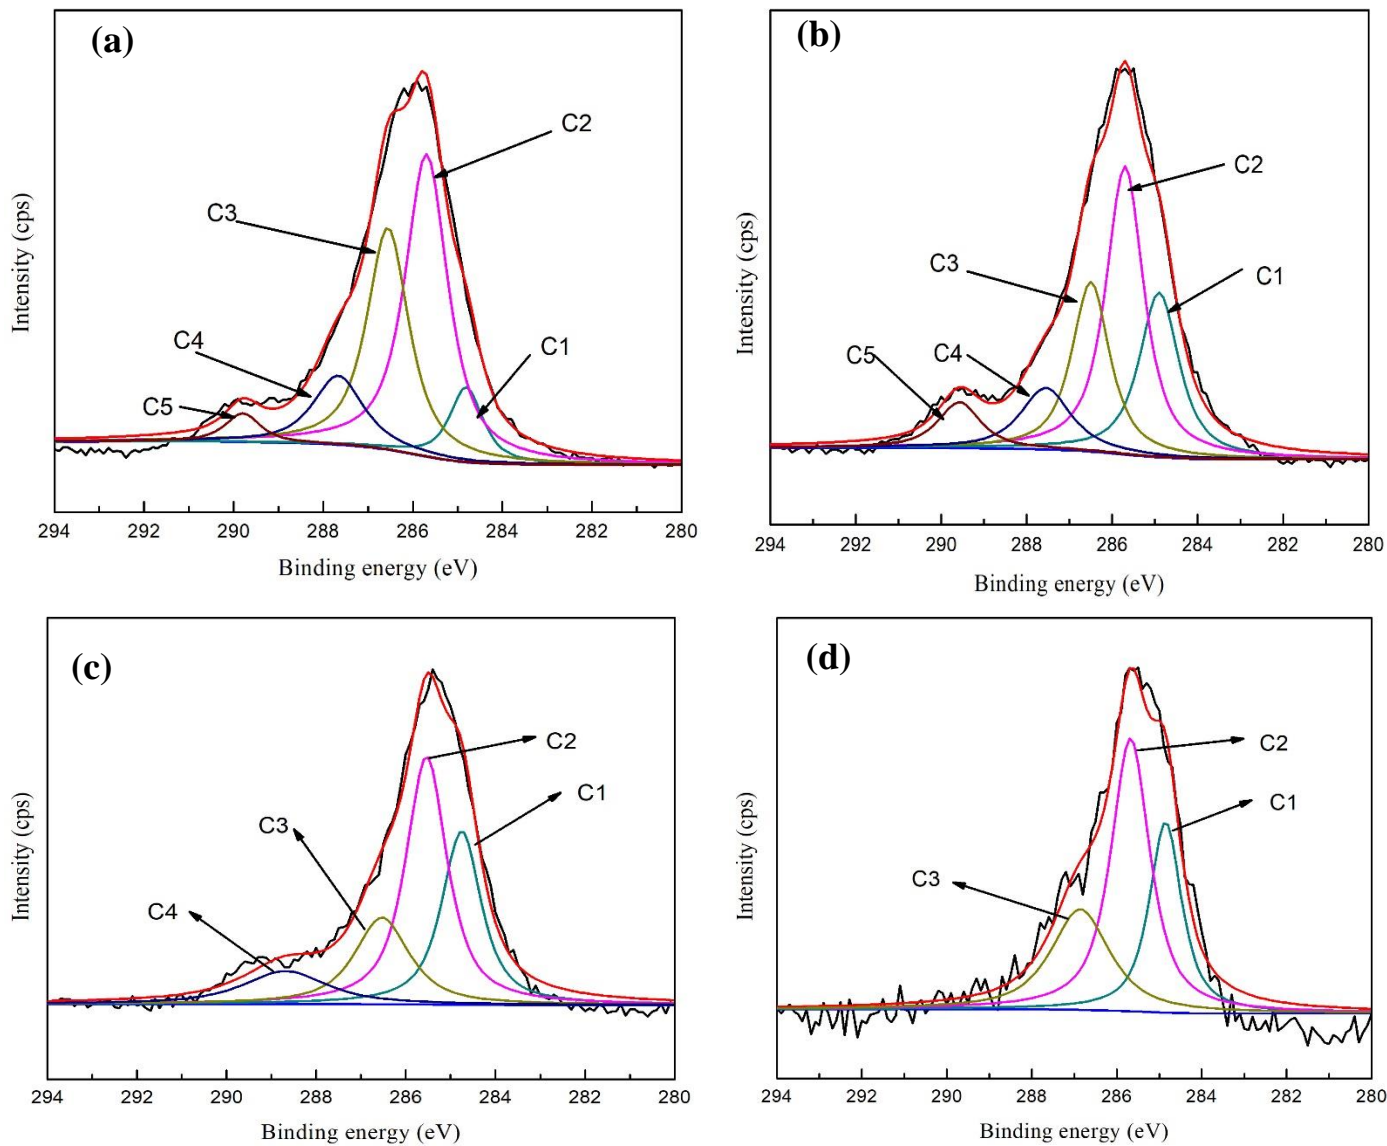 (a)
C2
C3
C4
C1
C5
Intensity (cps)
294 292 290 288 286 284 282 280
Binding energy (eV)
(b)
C2
C3
C1
C5
C4
Intensity (cps)
294 292 290 288 286 284 282 280
Binding energy (eV)
(c)
C2
C1
C3
C4
Intensity (cps)
294 292 290 288 286 284 282 280
Binding energy (eV)
(d)
C2
C1
C3
Intensity (cps)
294 292 290 288 286 284 282 280
Binding energy (eV)